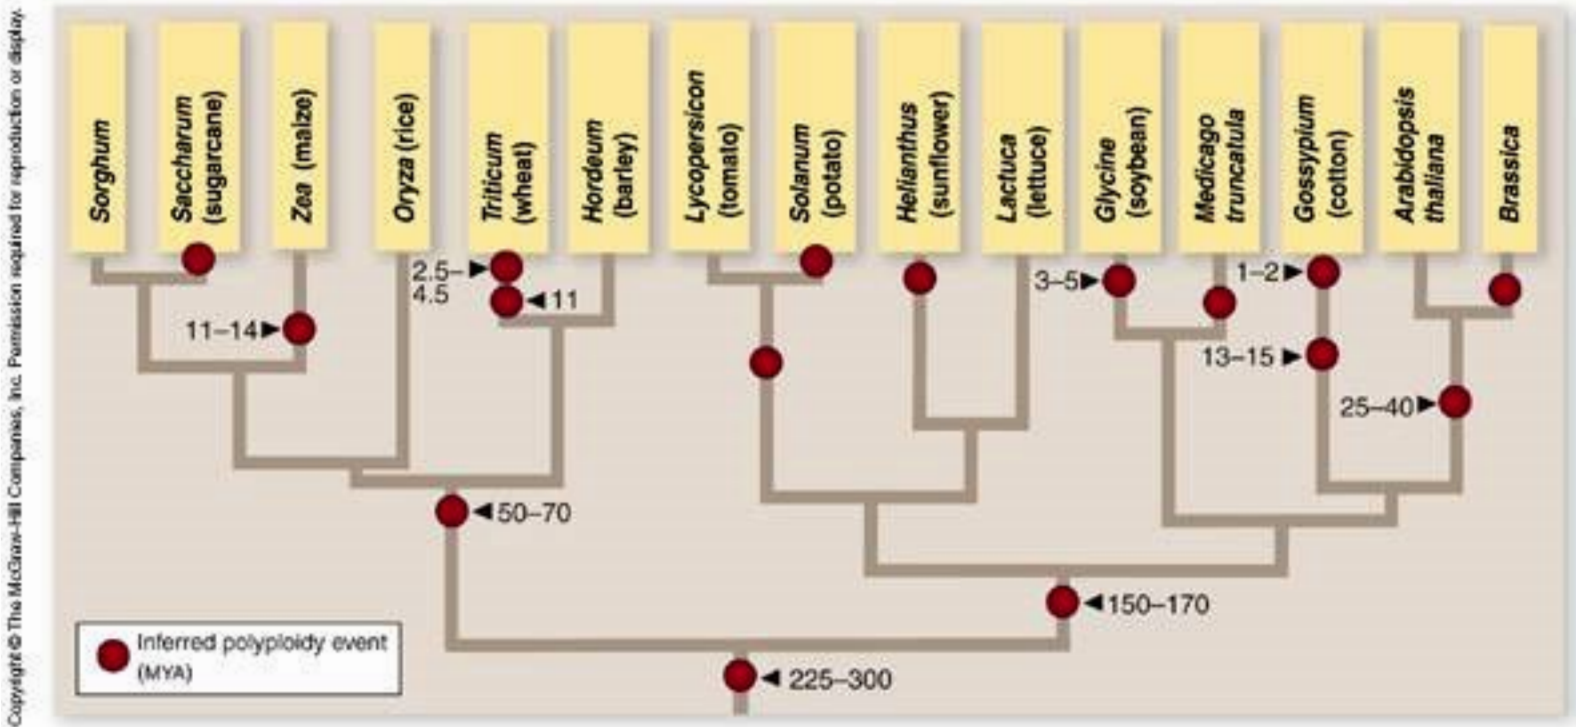 Copyright © The McGraw-Hill Companies, Inc. Permission required for reproduction or display.
Sorghum
Saccharum
(sugarcane)
Zea (maize)
Oryza (rice)
Triticum
(wheat)
Hordeum
(barley)
Lycopersicon
(tomato)
Solanum
(potato)
Helianthus
(sunflower)
Lactuca
(lettuce)
Glycine
(soybean)
Medicago
truncatula
Gossypium
(cotton)
Arabidopsis
thaliana
Brassica
2.5–
4.5
11
3–5
1–2
11–14
13–15
25–40
50–70
150–170
225–300
Inferred polyploidy event
(MYA)